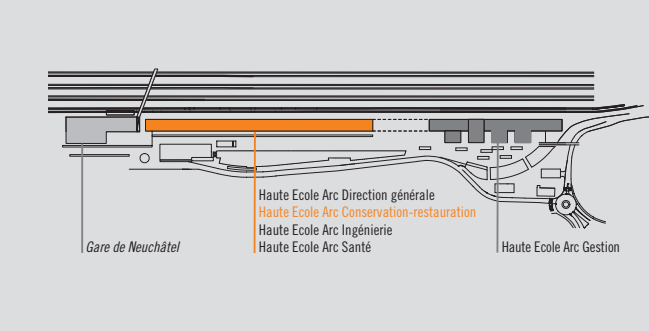 Haute Ecole Arc Direction générale
Haute Ecole Arc Conservation-restauration
Haute Ecole Arc Ingénierie
Haute Ecole Arc Santé
Gare de Neuchâtel
Haute Ecole Arc Gestion